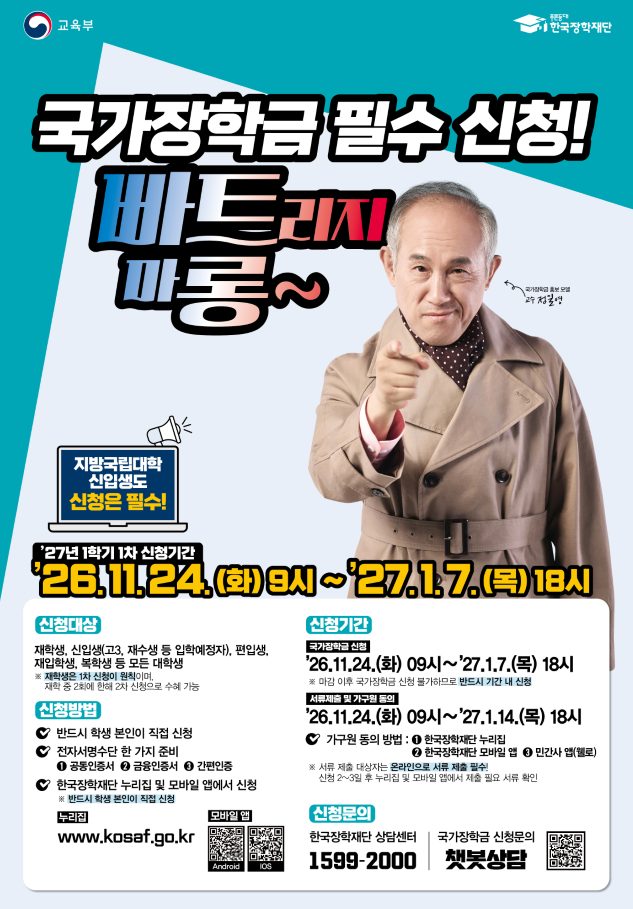 교육부
푸른등대
한국장학재단
국가장학금 필수 신청!
빠트리지
마롱~
국가장학금 홍보 모델
교수 정일영
지방국립대학
신입생도
신청은 필수!
'27년 1학기 1차 신청기간
'26.11.24.(화) 9시 ~ '27.1.7.(목) 18시
신청대상
재학생, 신입생(고3, 재수생 등 입학예정자), 편입생,
재입학생, 복학생 등 모든 대학생
※ 재학생은 1차 신청이 원칙이며,
재학 중 2회에 한해 2차 신청으로 수혜 가능
신청방법
반드시 학생 본인이 직접 신청
전자서명수단 한 가지 준비
❶ 공동인증서 ❷ 금융인증서 ❸ 간편인증
한국장학재단 누리집 및 모바일 앱에서 신청
※ 반드시 학생 본인이 직접 신청
누리집
www.kosaf.go.kr
모바일 앱
Android
IOS
신청기간
국가장학금 신청
'26.11.24.(화) 09시~'27.1.7.(목) 18시
※ 마감 이후 국가장학금 신청 불가하므로 반드시 기간 내 신청
서류제출 및 가구원 동의
'26.11.24.(화) 09시~'27.1.14.(목) 18시
가구원 동의 방법 : ❶ 한국장학재단 누리집
❷ 한국장학재단 모바일 앱 ❸ 민간사 앱(웰로)
※ 서류 제출 대상자는 온라인으로 서류 제출 필수!
신청 2~3일 후 누리집 및 모바일 앱에서 제출 필요 서류 확인
신청문의
한국장학재단 상담센터
1599-2000
국가장학금 신청문의
챗봇상담